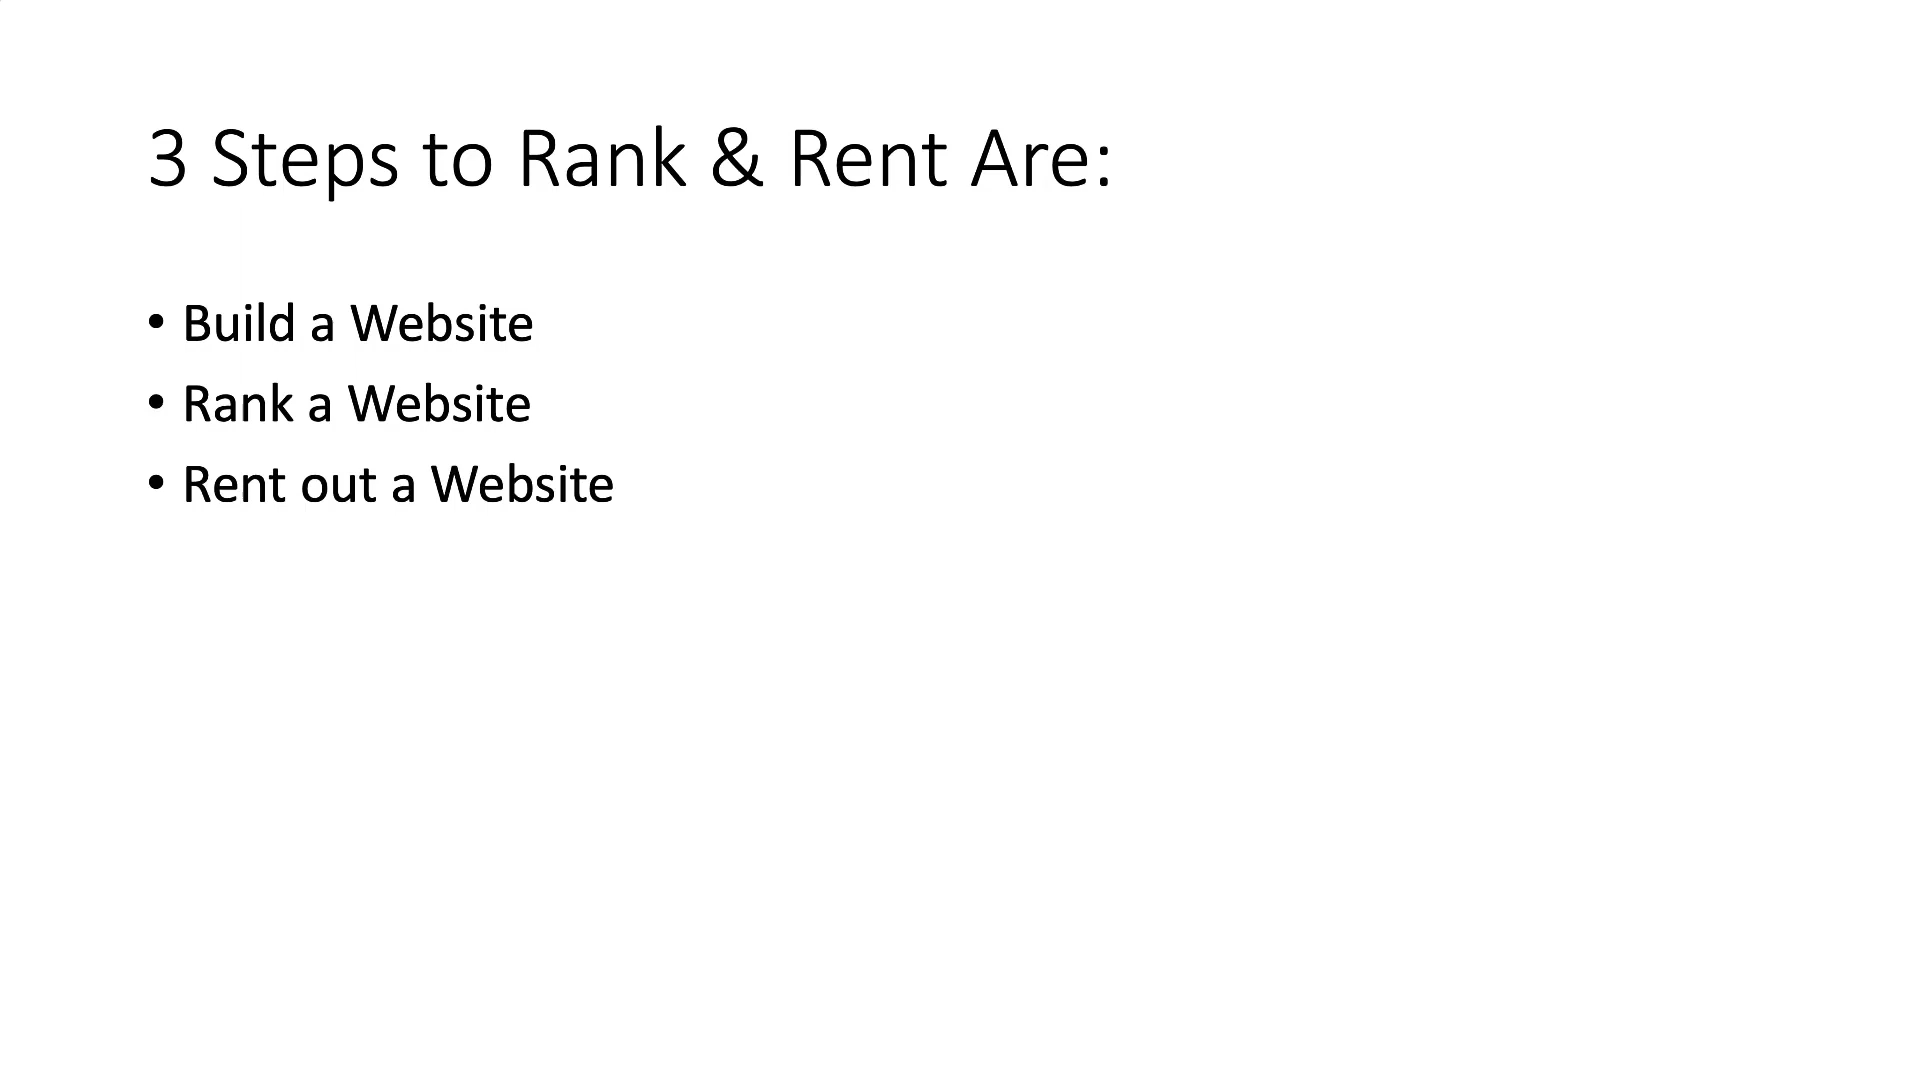 3 Steps to Rank & Rent Are:
• Build a Website
• Rank a Website
• Rent out a Website